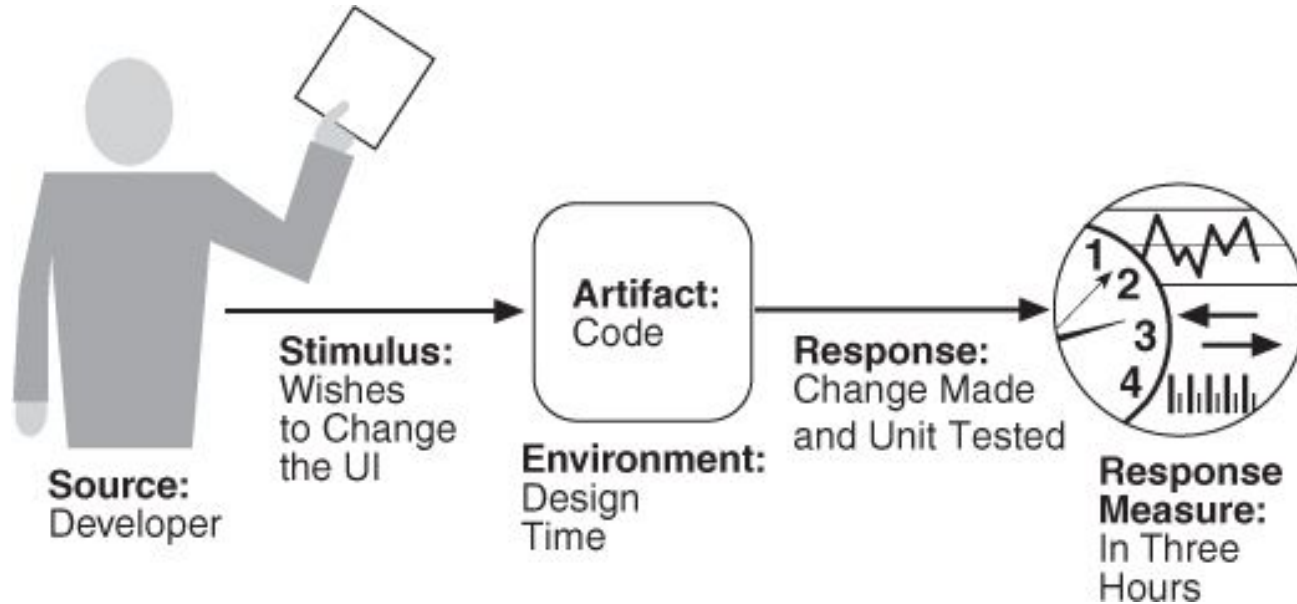 Source:
Developer
Stimulus:
Wishes
to Change
the UI
Artifact:
Code
Environment:
Design
Time
Response:
Change Made
and Unit Tested
1
2
3
4
Response
Measure:
In Three
Hours